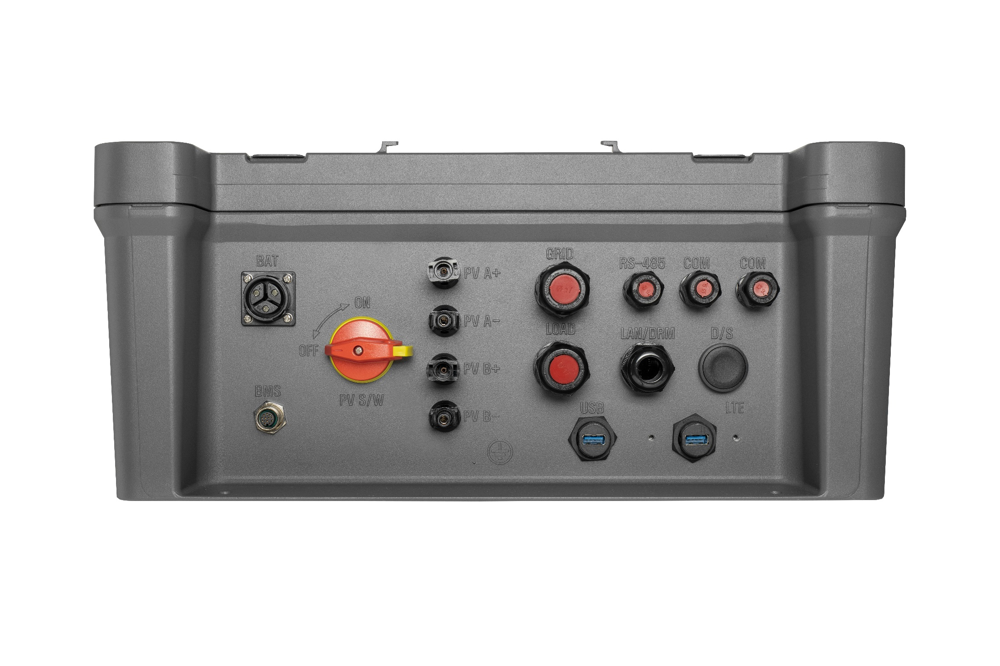 BAT
ON
OFF
PV S/W
BMS
PV A+
PV A-
PV B+
PV B-
GRID
RS-485
COM
COM
LOAD
LAN/DRM
D/S
USB
LTE